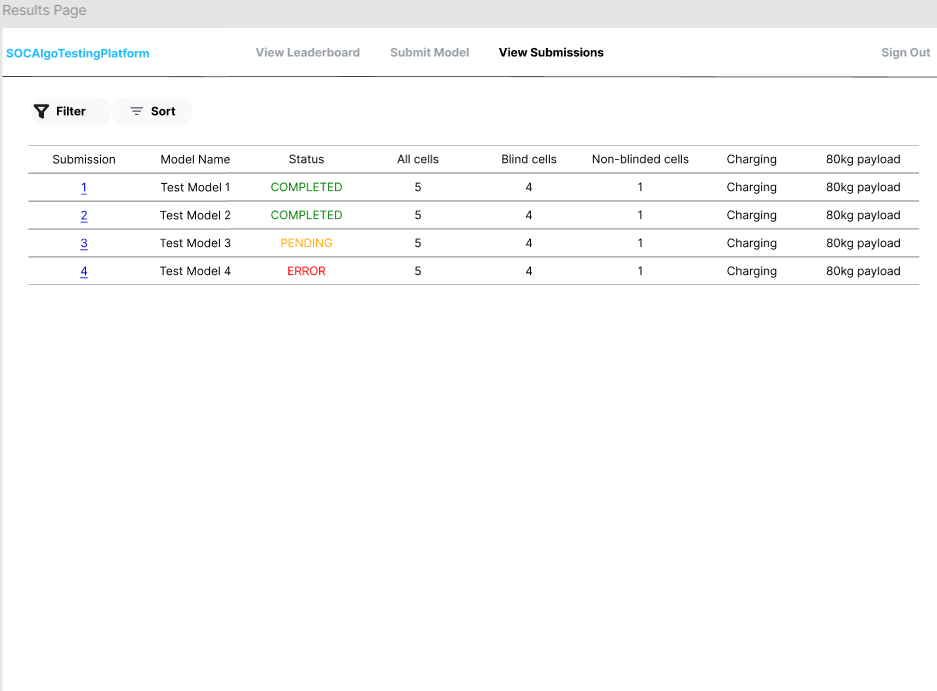 Results Page
SOCAlgoTestingPlatform View Leaderboard Submit Model View Submissions Sign Out
Filter Sort
Submission Model Name Status All cells Blind cells Non-blinded cells Charging 80kg payload
1 Test Model 1 COMPLETED 5 4 1 Charging 80kg payload
2 Test Model 2 COMPLETED 5 4 1 Charging 80kg payload
3 Test Model 3 PENDING 5 4 1 Charging 80kg payload
4 Test Model 4 ERROR 5 4 1 Charging 80kg payload